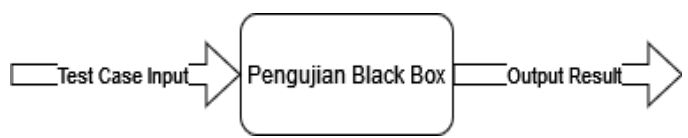 Test Case Input
Pengujian Black Box
Output Result